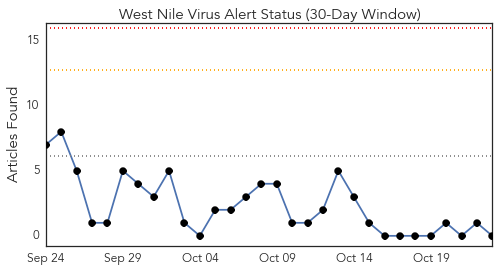 West Nile Virus Alert Status (30-Day Window)
Articles Found
15
10
5
0
Sep 24 Sep 29 Oct 04 Oct 09 Oct 14 Oct 19